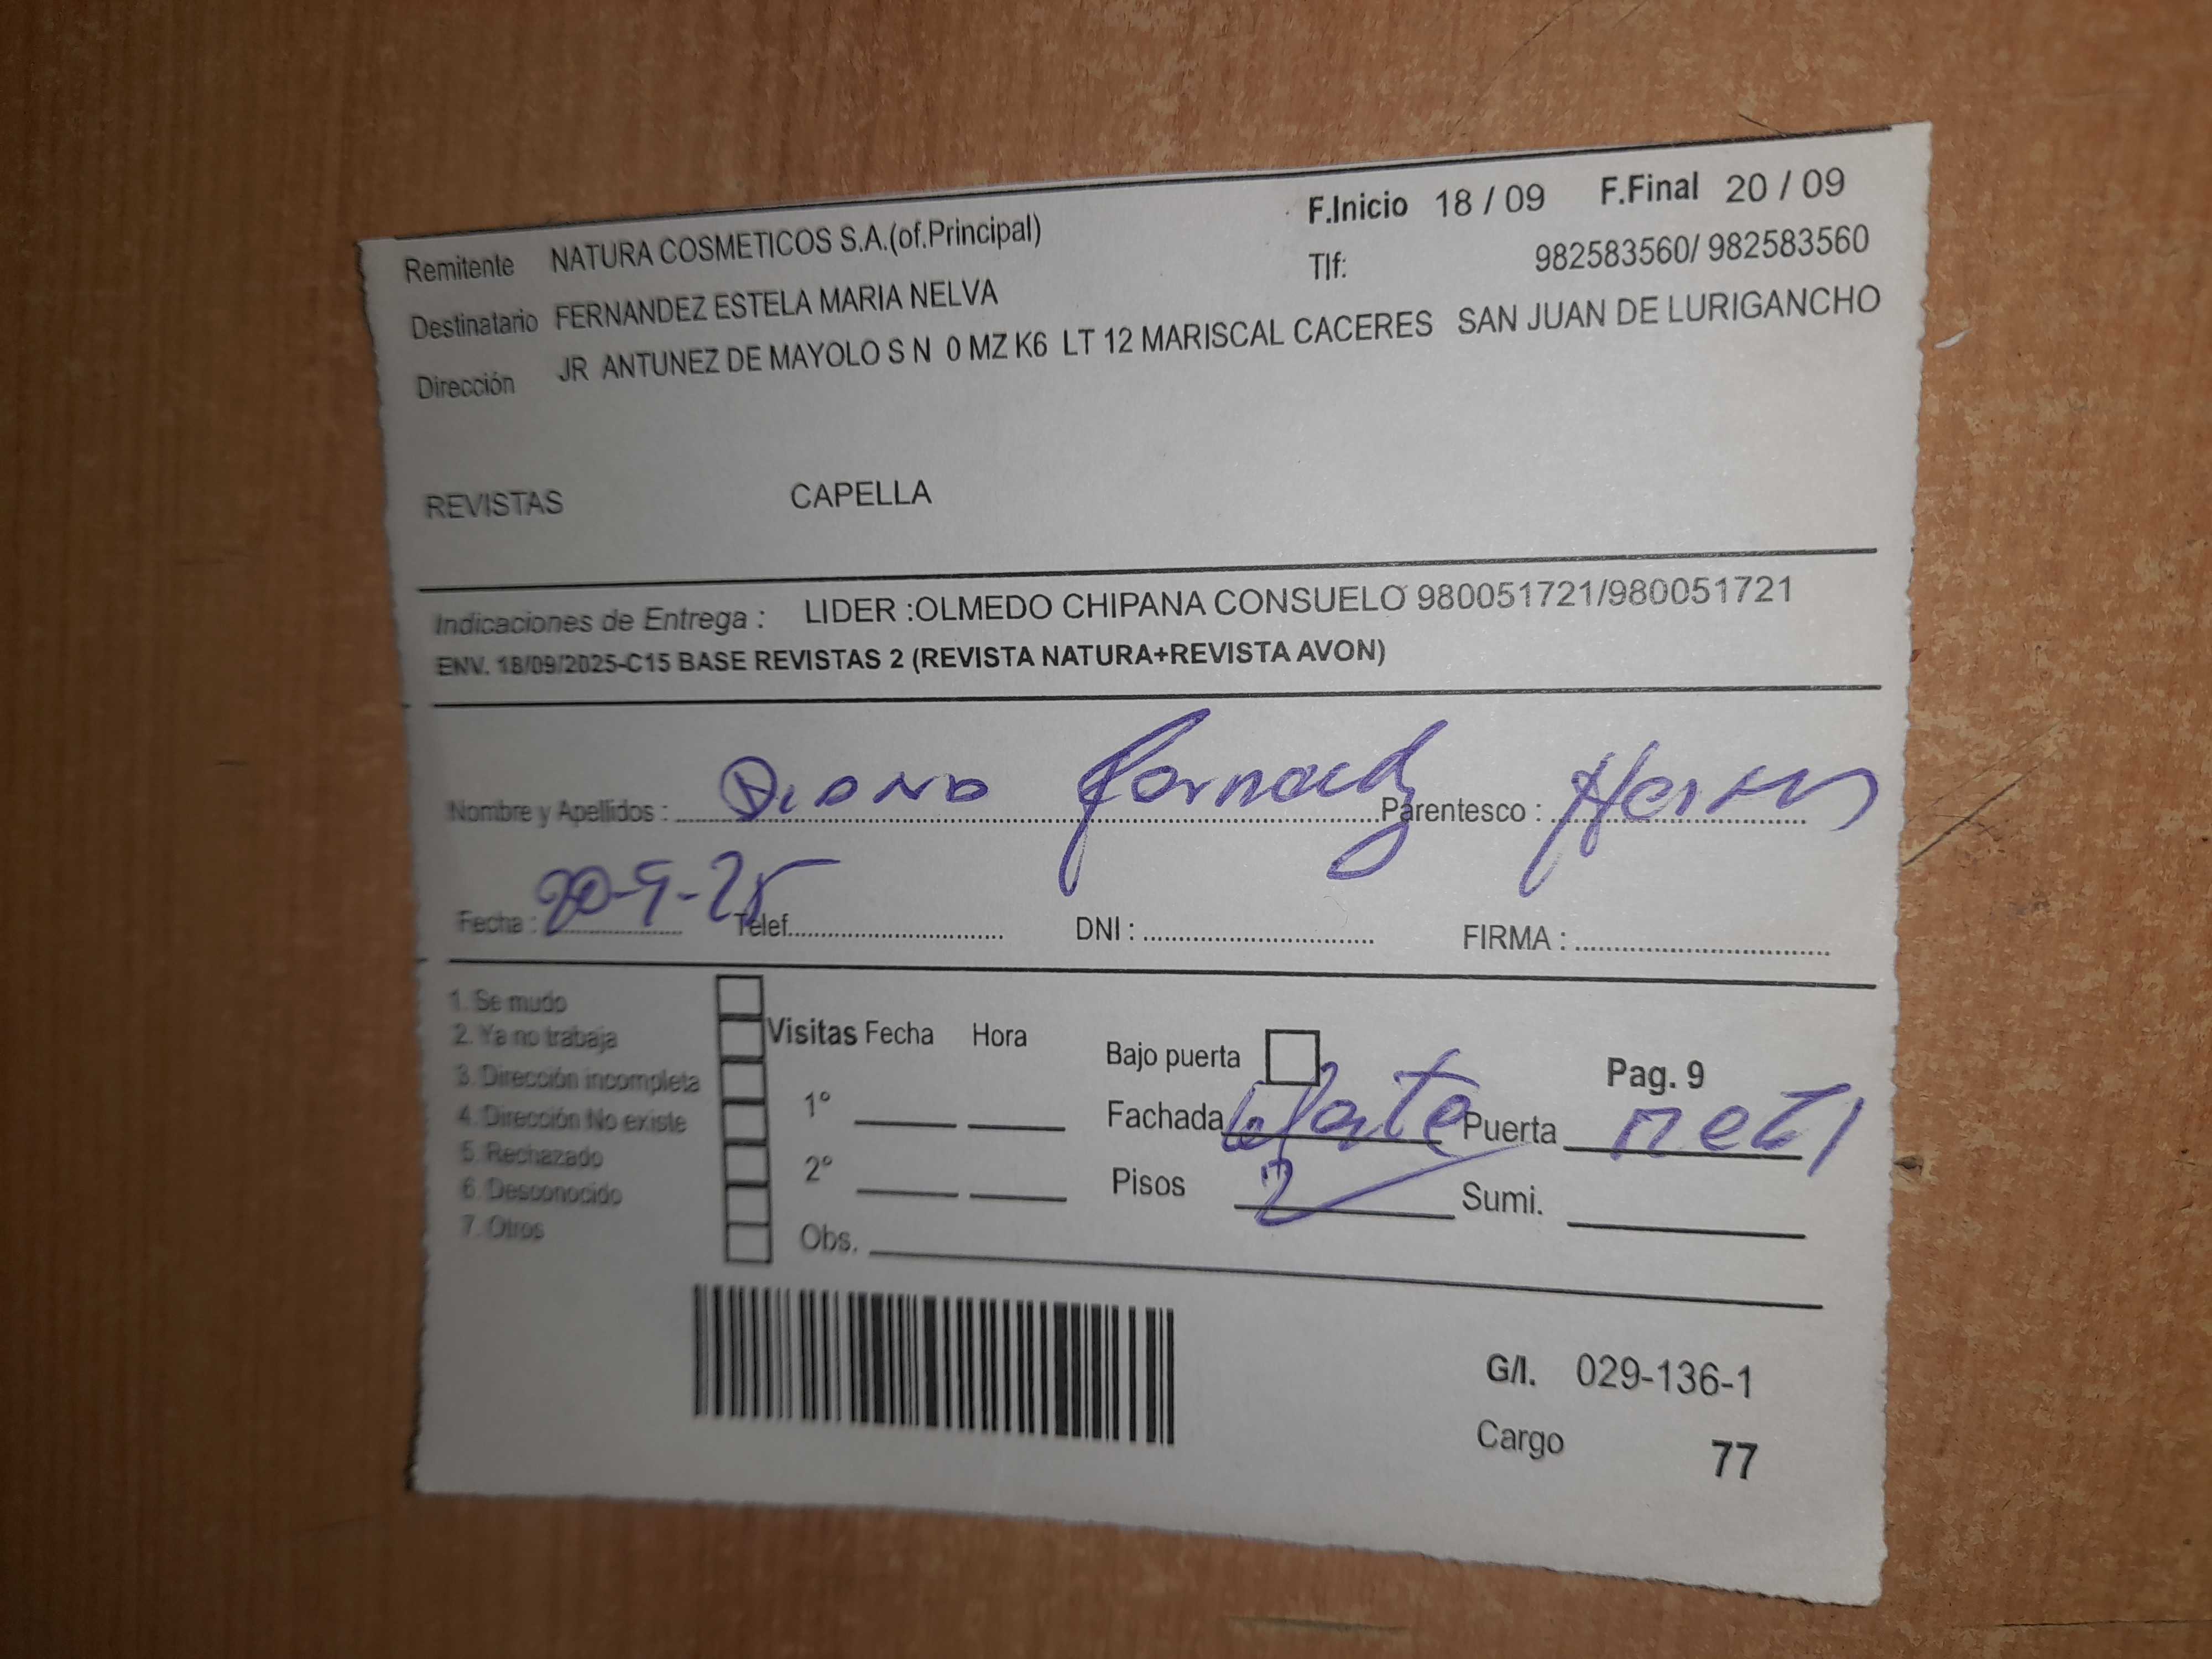 Remitente NATURA COSMETICOS S.A.(of.Principal) F.Inicio 18 / 09 F.Final 20 / 09
Destinatario FERNANDEZ ESTELA MARIA NELVA Tlf: 982583560/ 982583560
Dirección JR ANTUNEZ DE MAYOLO S N 0 MZ K6 LT 12 MARISCAL CACERES SAN JUAN DE LURIGANCHO
REVISTAS CAPELLA
Indicaciones de Entrega : LIDER :OLMEDO CHIPANA CONSUELO 980051721/980051721
ENV. 18/09/2025-C15 BASE REVISTAS 2 (REVISTA NATURA+REVISTA AVON)
Nombre y Apellidos : Parentesco :
Fecha : 20-9-25 Telef. DNI : FIRMA :
1. Se mudo
2. Ya no trabaja Visitas Fecha Hora
3. Dirección incompleta Bajo puerta Pag. 9
4. Dirección No existe 1° Fachada Puerta
5. Rechazado
6. Desconocido 2° Pisos 2 Sumi.
7. Otros Obs.
G/I. 029-136-1
Cargo 77